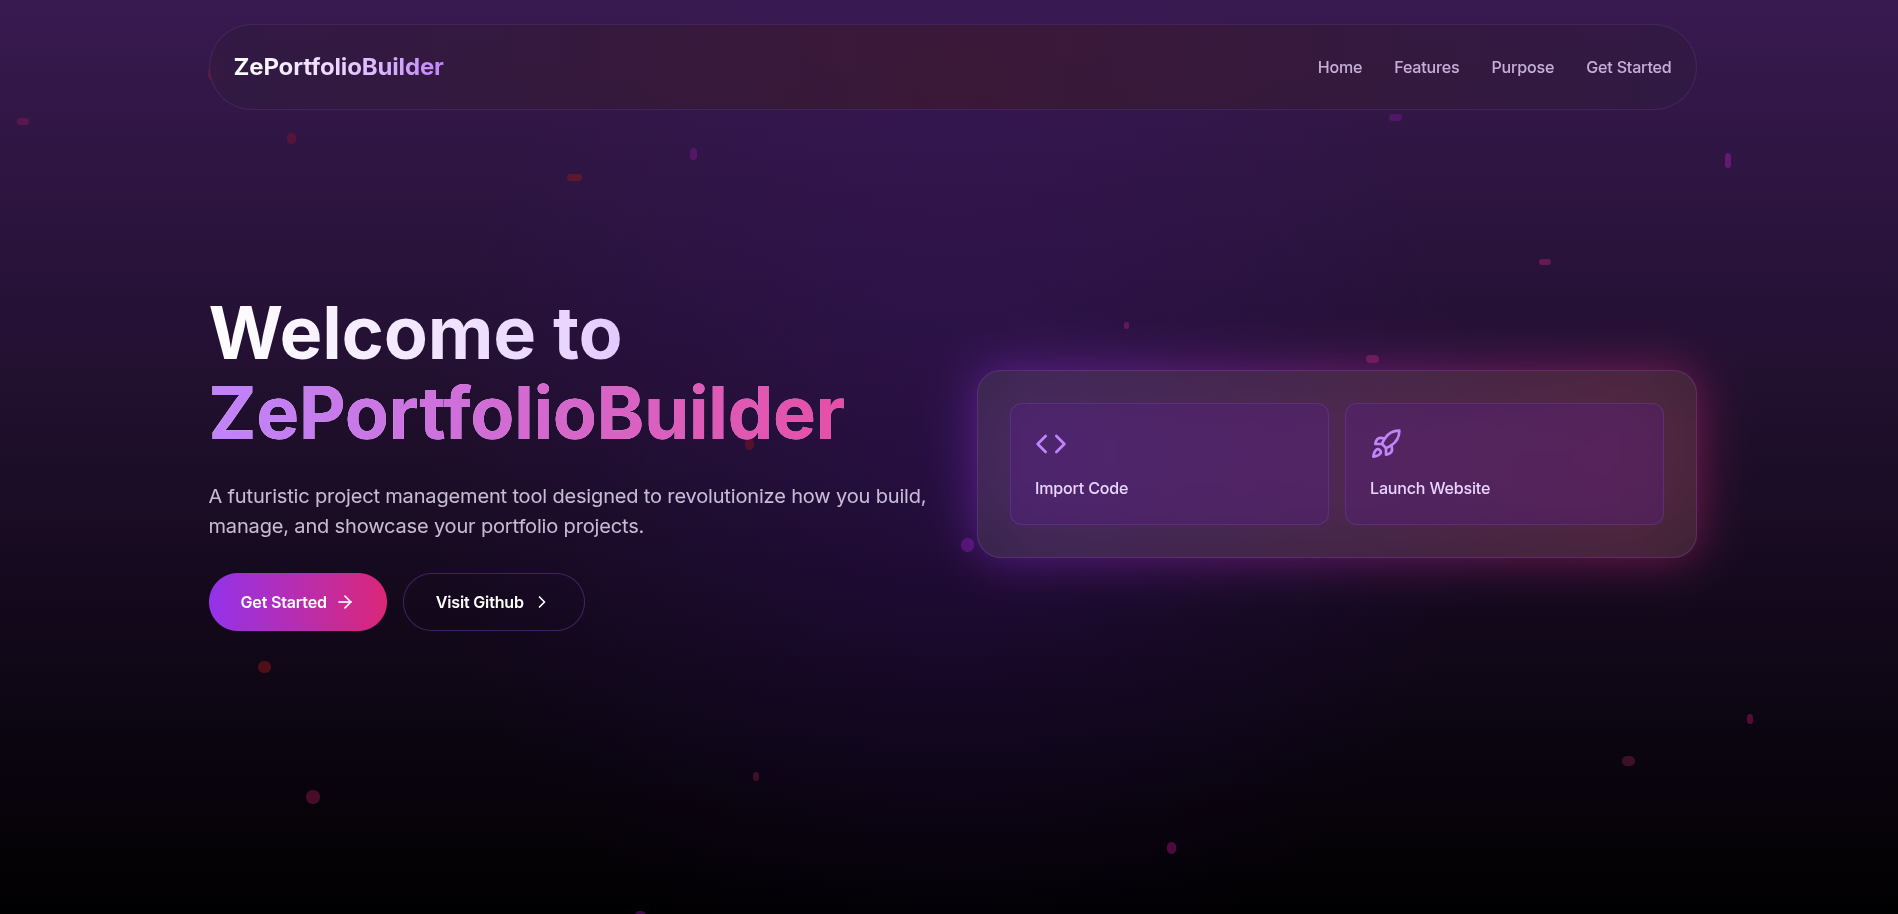 ZePortfolioBuilder
Home
Features
Purpose
Get Started
Welcome to
ZePortfolioBuilder
A futuristic project management tool designed to revolutionize how you build,
manage, and showcase your portfolio projects.
Get Started
Visit Github
Import Code
Launch Website